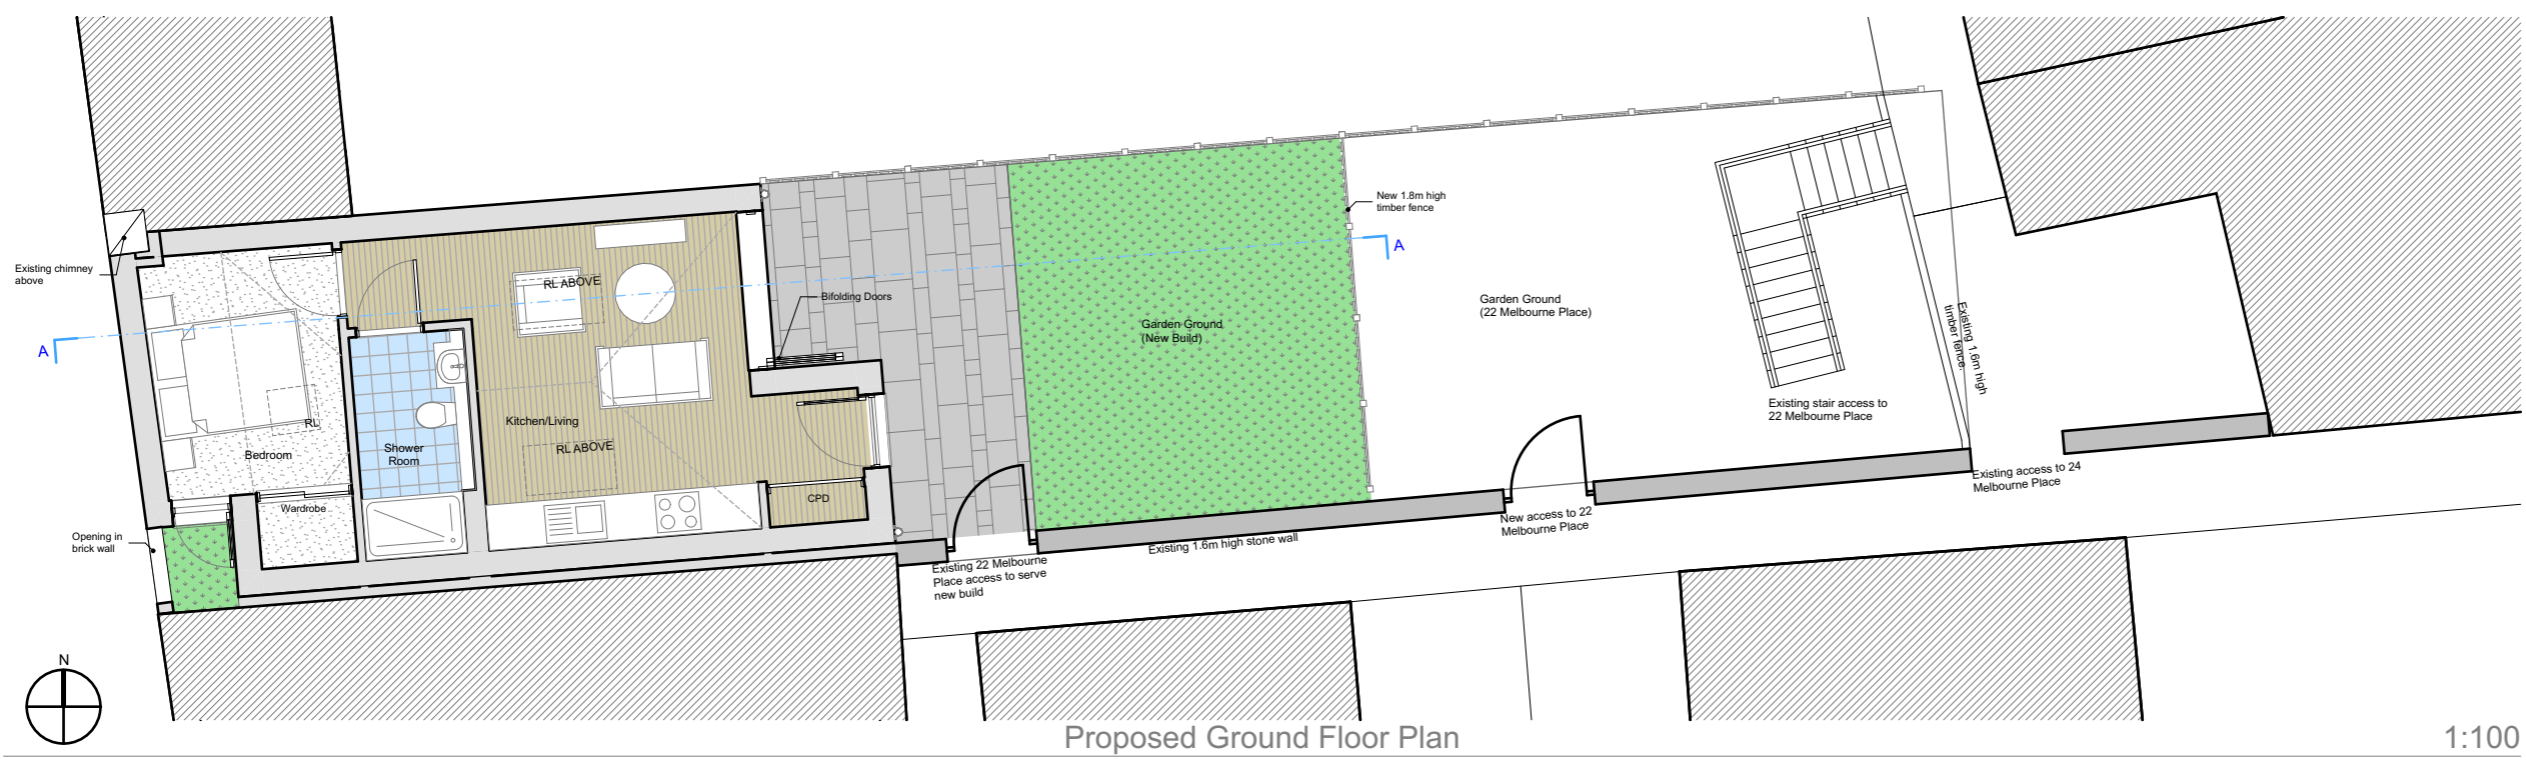 Existing chimney
above
A
Opening in
brick wall
N
RL
Bedroom
Wardrobe
Shower
Room
RL ABOVE
Kitchen/Living
RL ABOVE
CPD
Bifolding Doors
Garden Ground
(New Build)
New 1.8m high
timber fence
A
Garden Ground
(22 Melbourne Place)
Existing 1.6m high
timber fence.
Existing stair access to
22 Melbourne Place
Existing access to 24
Melbourne Place
New access to 22
Melbourne Place
Existing 1.6m high stone wall
Existing 22 Melbourne
Place access to serve
new build
Proposed Ground Floor Plan
1:100